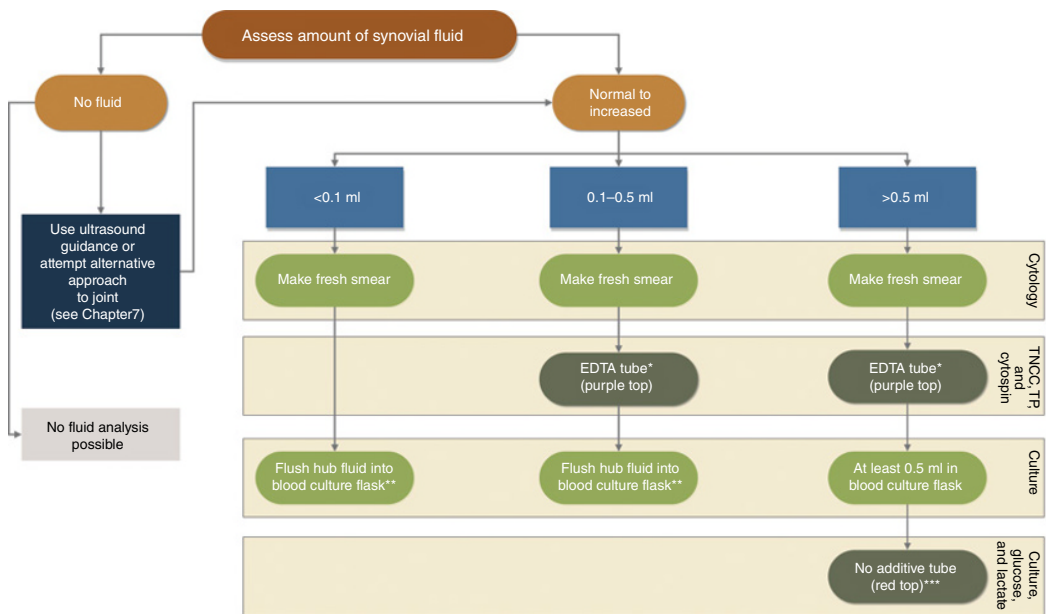 Assess amount of synovial fluid
No fluid
Normal to
increased
<0.1 ml
0.1–0.5 ml
>0.5 ml
Use ultrasound
guidance or
attempt alternative
approach
to joint
(see Chapter7)
Make fresh smear
Make fresh smear
Make fresh smear
Cytology
EDTA tube*
(purple top)
EDTA tube*
(purple top)
TNCC, TP,
and
cytospin
No fluid analysis
possible
Flush hub fluid into
blood culture flask**
Flush hub fluid into
blood culture flask**
At least 0.5 ml in
blood culture flask
Culture
No additive tube
(red top)***
Culture,
glucose,
and lactate